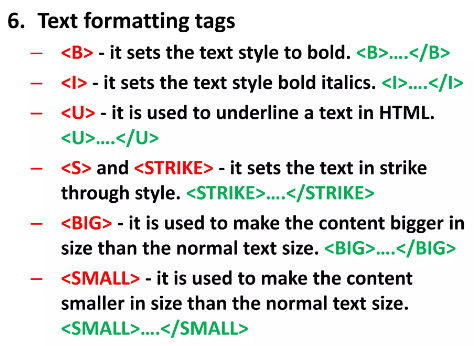 6. Text formatting tags
– <B> - it sets the text style to bold. <B>....</B>
– <I> - it sets the text style bold italics. <I>....</I>
– <U> - it is used to underline a text in HTML.
<U>....</U>
– <S> and <STRIKE> - it sets the text in strike
through style. <STRIKE>....</STRIKE>
– <BIG> - it is used to make the content bigger in
size than the normal text size. <BIG>....</BIG>
– <SMALL> - it is used to make the content
smaller in size than the normal text size.
<SMALL>....</SMALL>